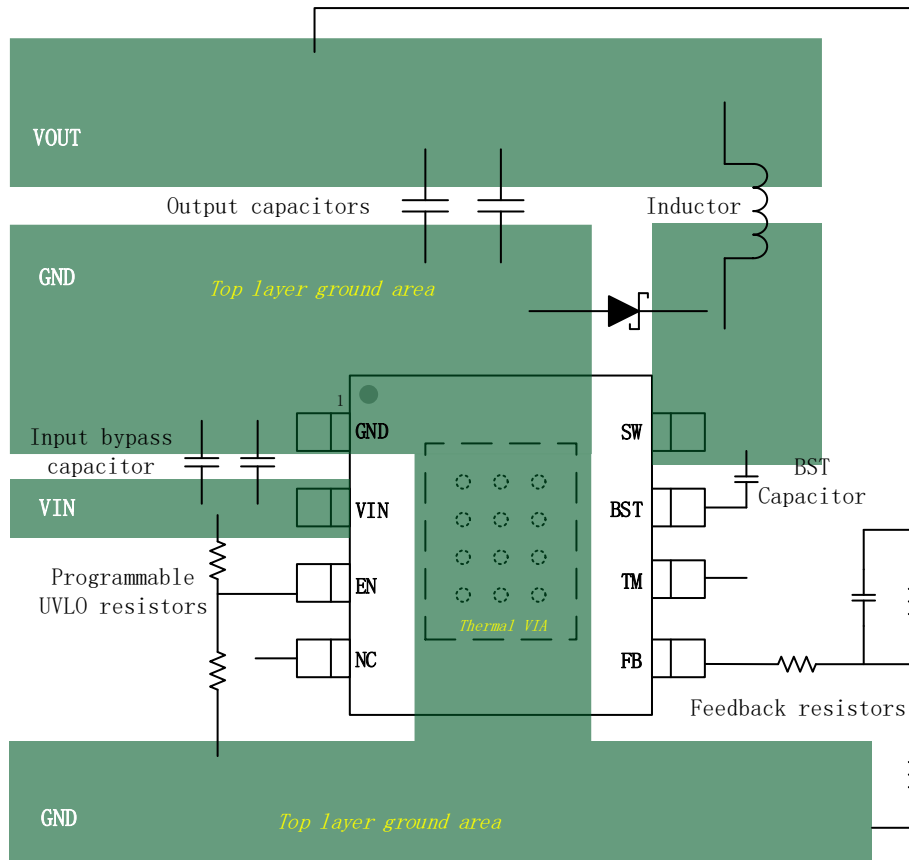 VOUT
Output capacitors
Inductor
GND
Top layer ground area
1
GND
SW
Input bypass
capacitor
BST
Capacitor
VIN
VIN
BST
Programmable
UVLO resistors
EN
TM
Thermal VIA
NC
FB
Feedback resistors
GND
Top layer ground area